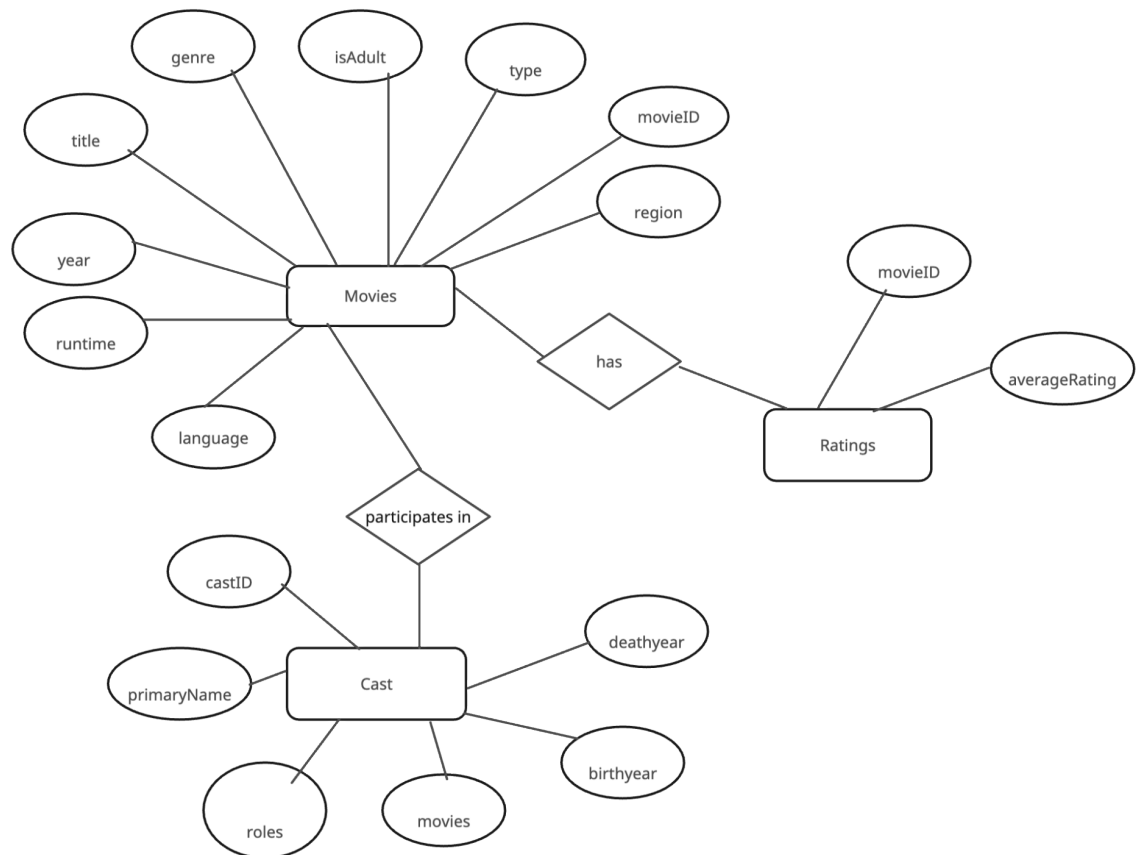 genre
isAdult
type
movieID
title
region
year
movieID
Movies
runtime
has
averageRating
language
Ratings
participates in
castID
deathyear
primaryName
Cast
birthyear
roles
movies